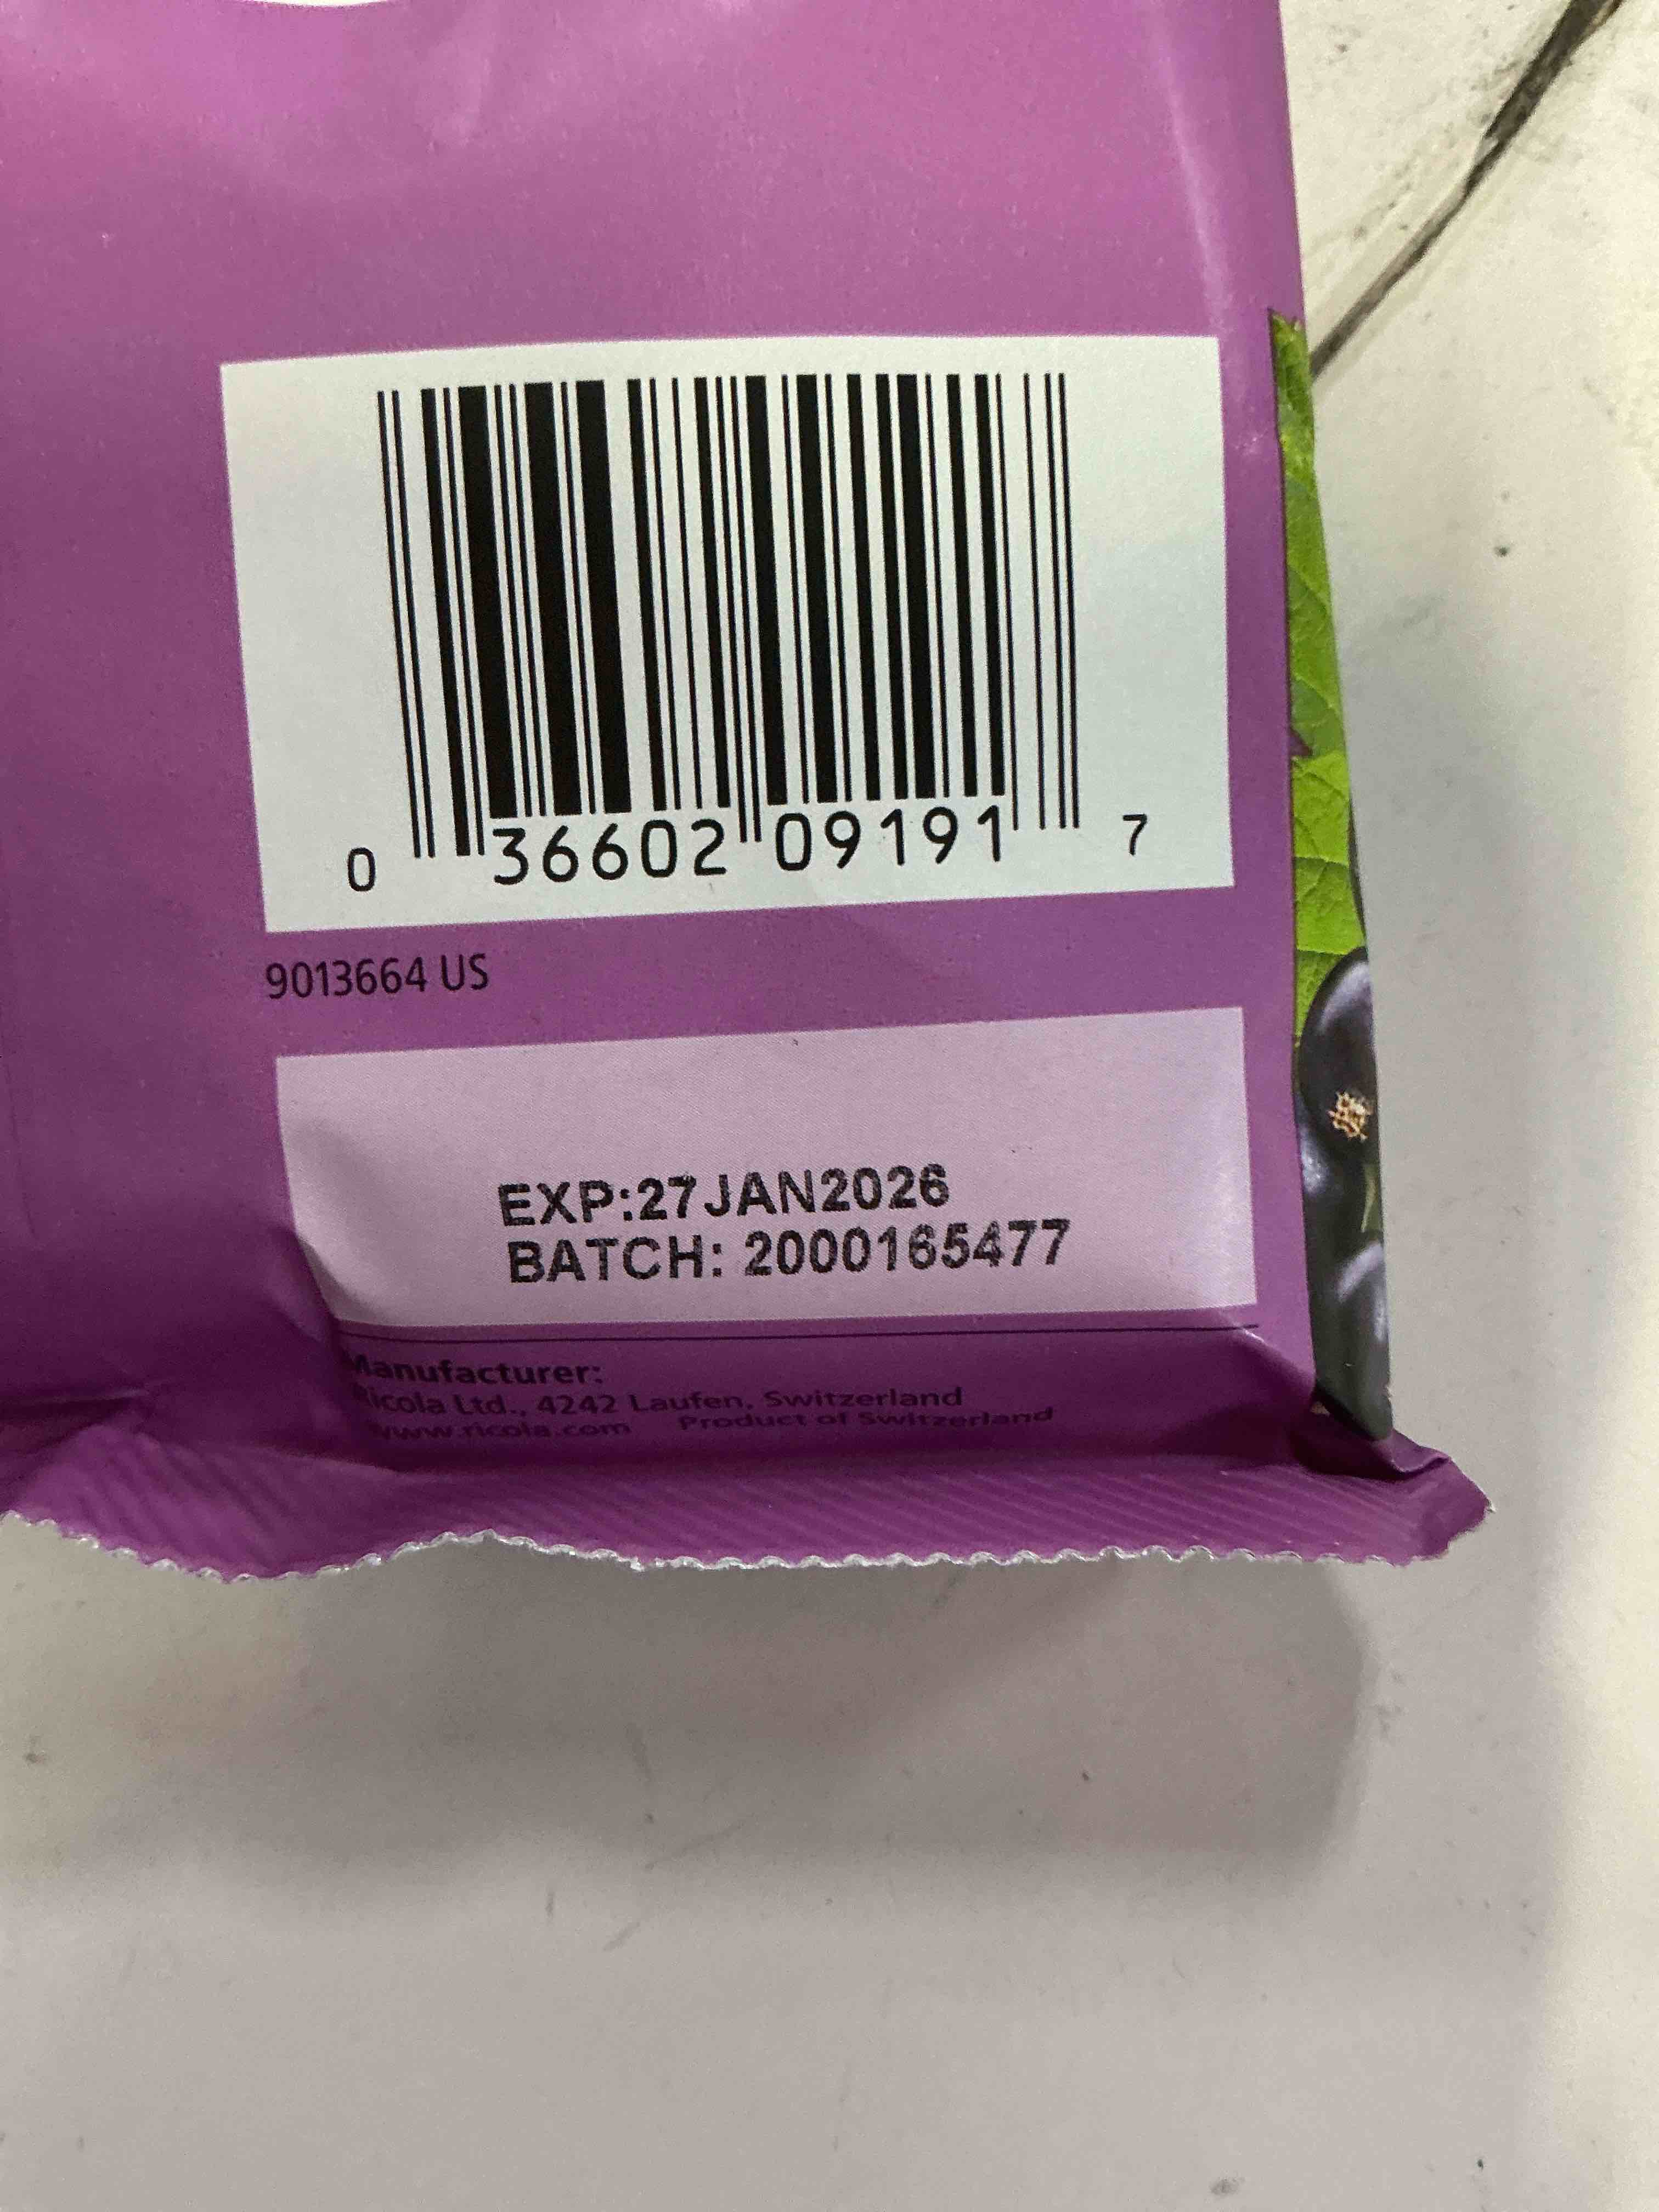 0 36602 09191 7
9013664 US
EXP:27JAN2026
BATCH: 2000165477
Manufacturer:
Ricola Ltd., 4242 Laufen, Switzerland
www.ricola.com Product of Switzerland